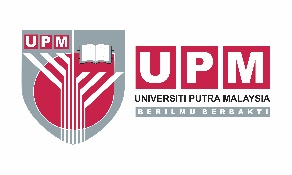 UPM
UPM
UNIVERSITI PUTRA MALAYSIA
BERILMU BERBAKTI